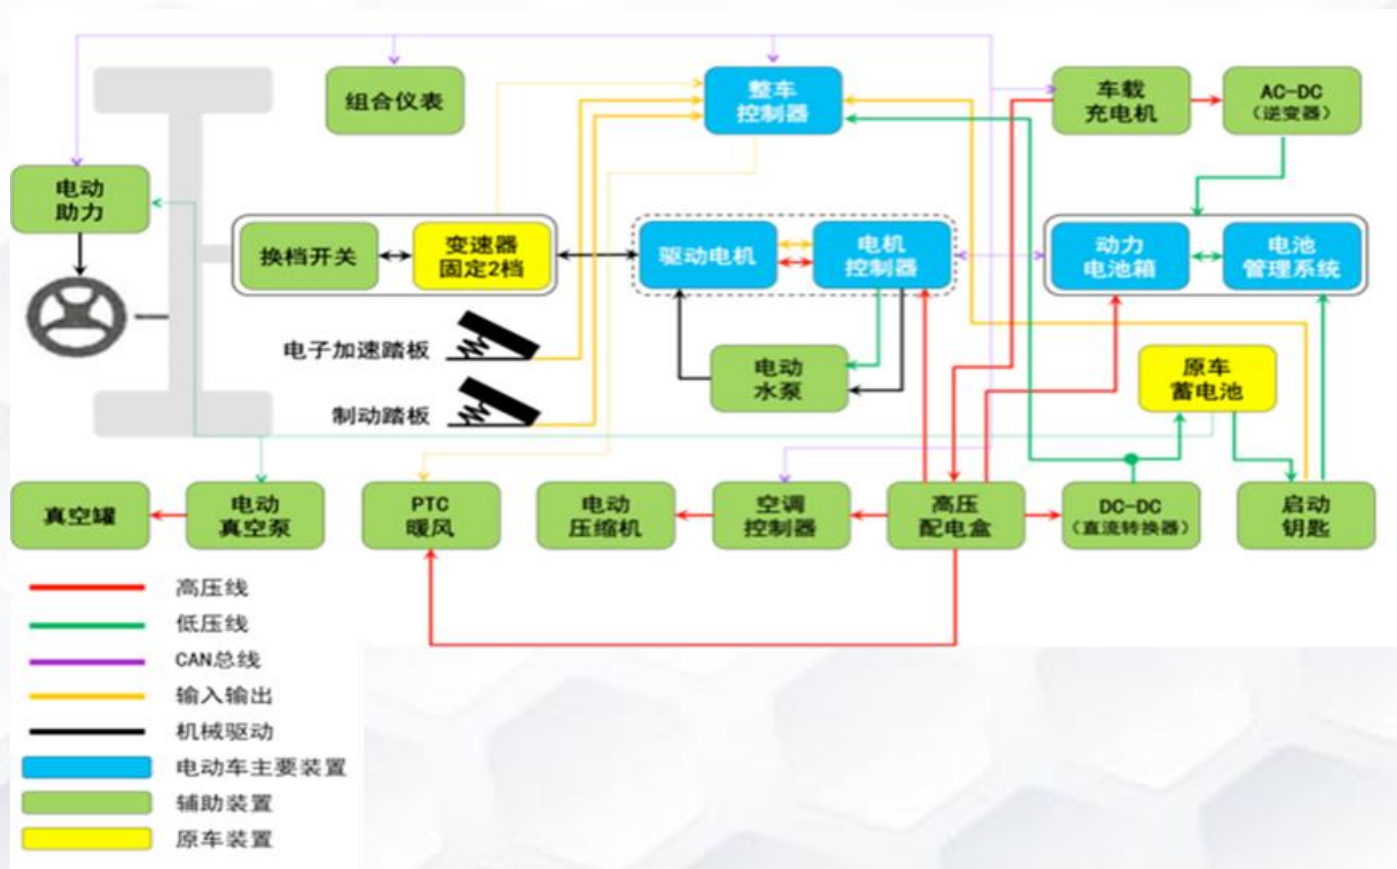 组合仪表
整车
控制器
车载
充电机
AC-DC
（逆变器）
电动
助力
换档开关
变速器
固定2档
驱动电机
电机
控制器
动力
电池箱
电池
管理系统
电子加速踏板
制动踏板
电动
水泵
原车
蓄电池
真空罐
电动
真空泵
PTC
暖风
电动
压缩机
空调
控制器
高压
配电盒
DC-DC
（直流转换器）
启动
钥匙
高压线
低压线
CAN总线
输入输出
机械驱动
电动车主要装置
辅助装置
原车装置